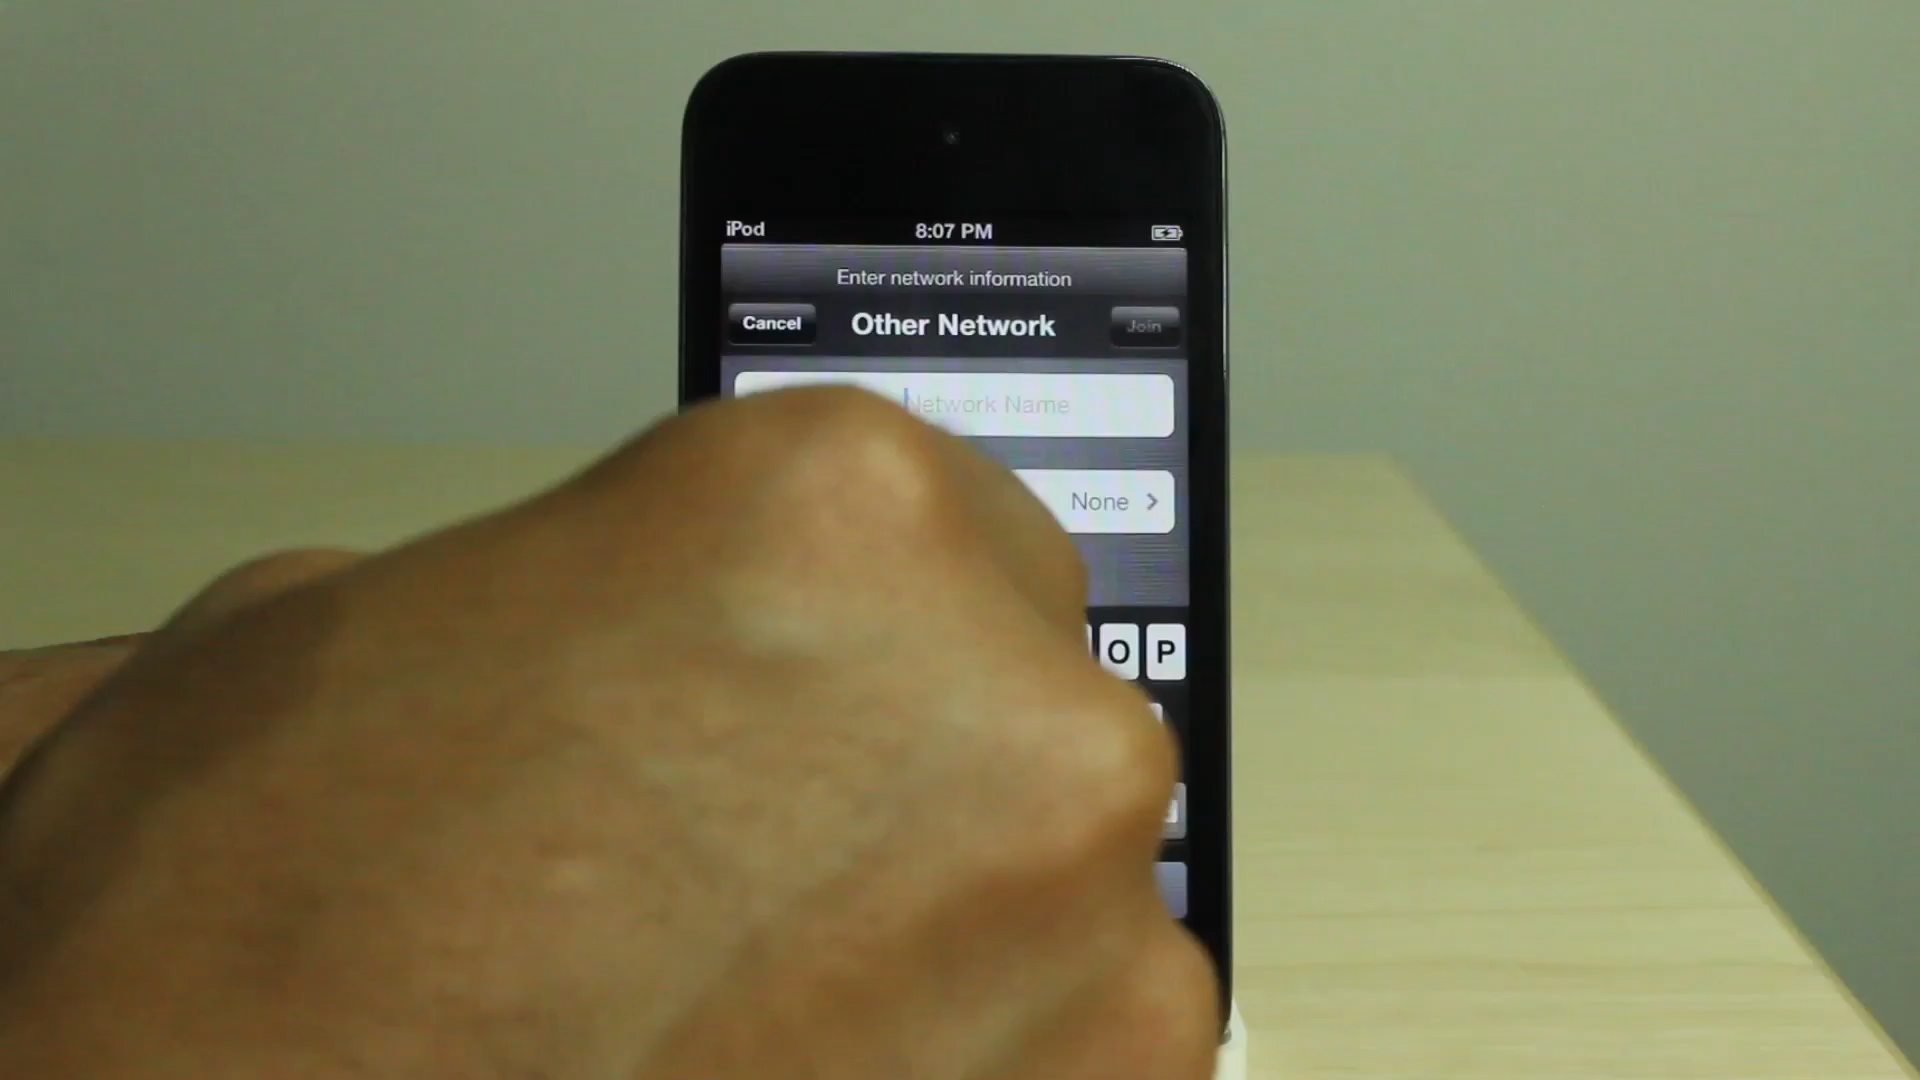 iPod 8:07 PM
Enter network information
Cancel Other Network Join
Network Name
None
O P